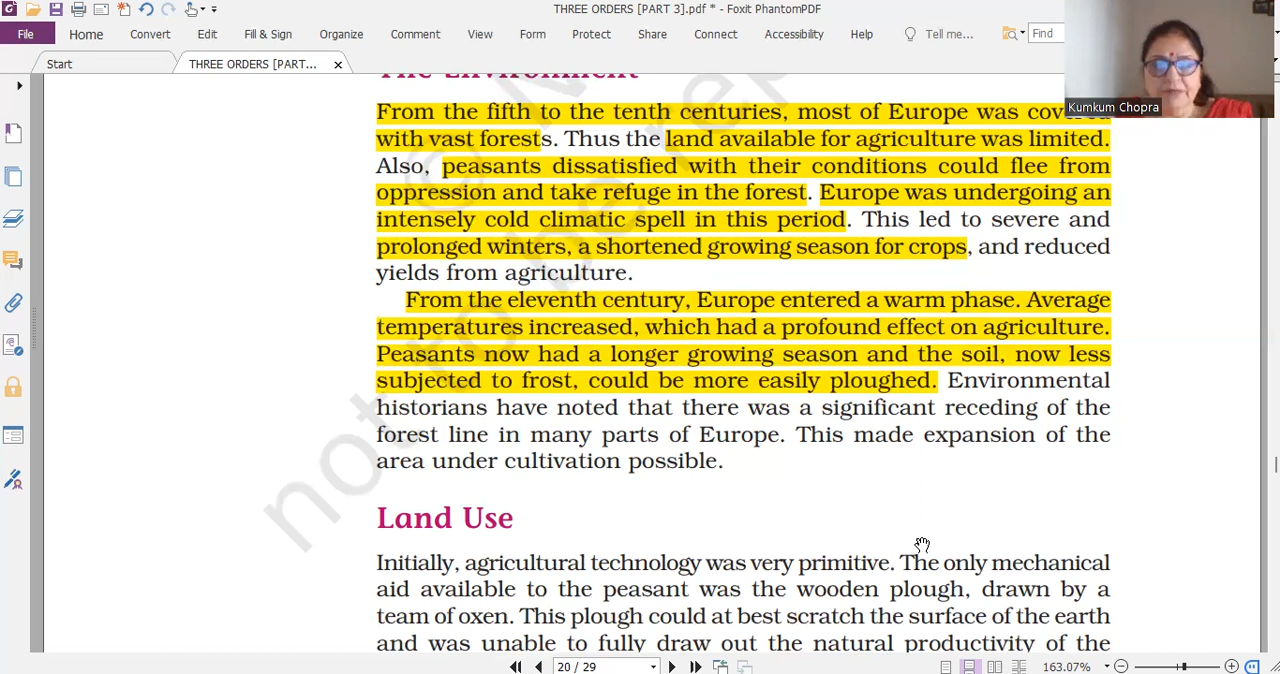 THREE ORDERS [PART 3].pdf * - Foxit PhantomPDF
File Home Convert Edit Fill & Sign Organize Comment View Form Protect Share Connect Accessibility Help Tell me... Find
Start THREE ORDERS [PART...
Kumkum Chopra
The Environment
From the fifth to the tenth centuries, most of Europe was covered
with vast forests. Thus the land available for agriculture was limited.
Also, peasants dissatisfied with their conditions could flee from
oppression and take refuge in the forest. Europe was undergoing an
intensely cold climatic spell in this period. This led to severe and
prolonged winters, a shortened growing season for crops, and reduced
yields from agriculture.
From the eleventh century, Europe entered a warm phase. Average
temperatures increased, which had a profound effect on agriculture.
Peasants now had a longer growing season and the soil, now less
subjected to frost, could be more easily ploughed. Environmental
historians have noted that there was a significant receding of the
forest line in many parts of Europe. This made expansion of the
area under cultivation possible.
Land Use
Initially, agricultural technology was very primitive. The only mechanical
aid available to the peasant was the wooden plough, drawn by a
team of oxen. This plough could at best scratch the surface of the earth
and was unable to fully draw out the natural productivity of the
not to be rep
20 / 29
163.07%